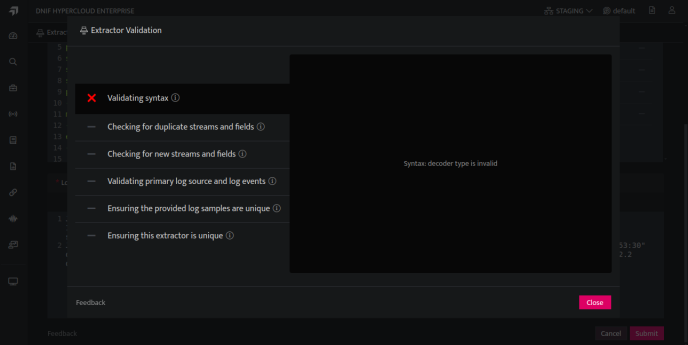 ONIF HYPERCLOUD ENTERPRISE
STAGING
default
Extrac
Extractor Validation
5
6
7
8
9
10
11
12
13
14
15
Validating syntax
Checking for duplicate streams and fields
Checking for new streams and fields
Validating primary log source and log events
Ensuring the provided log samples are unique
Ensuring this extractor is unique
Syntax: decoder type is invalid
Lo
1
2
53:30"
2.2
Feedback
Close
Feedback
Cancel
Submit